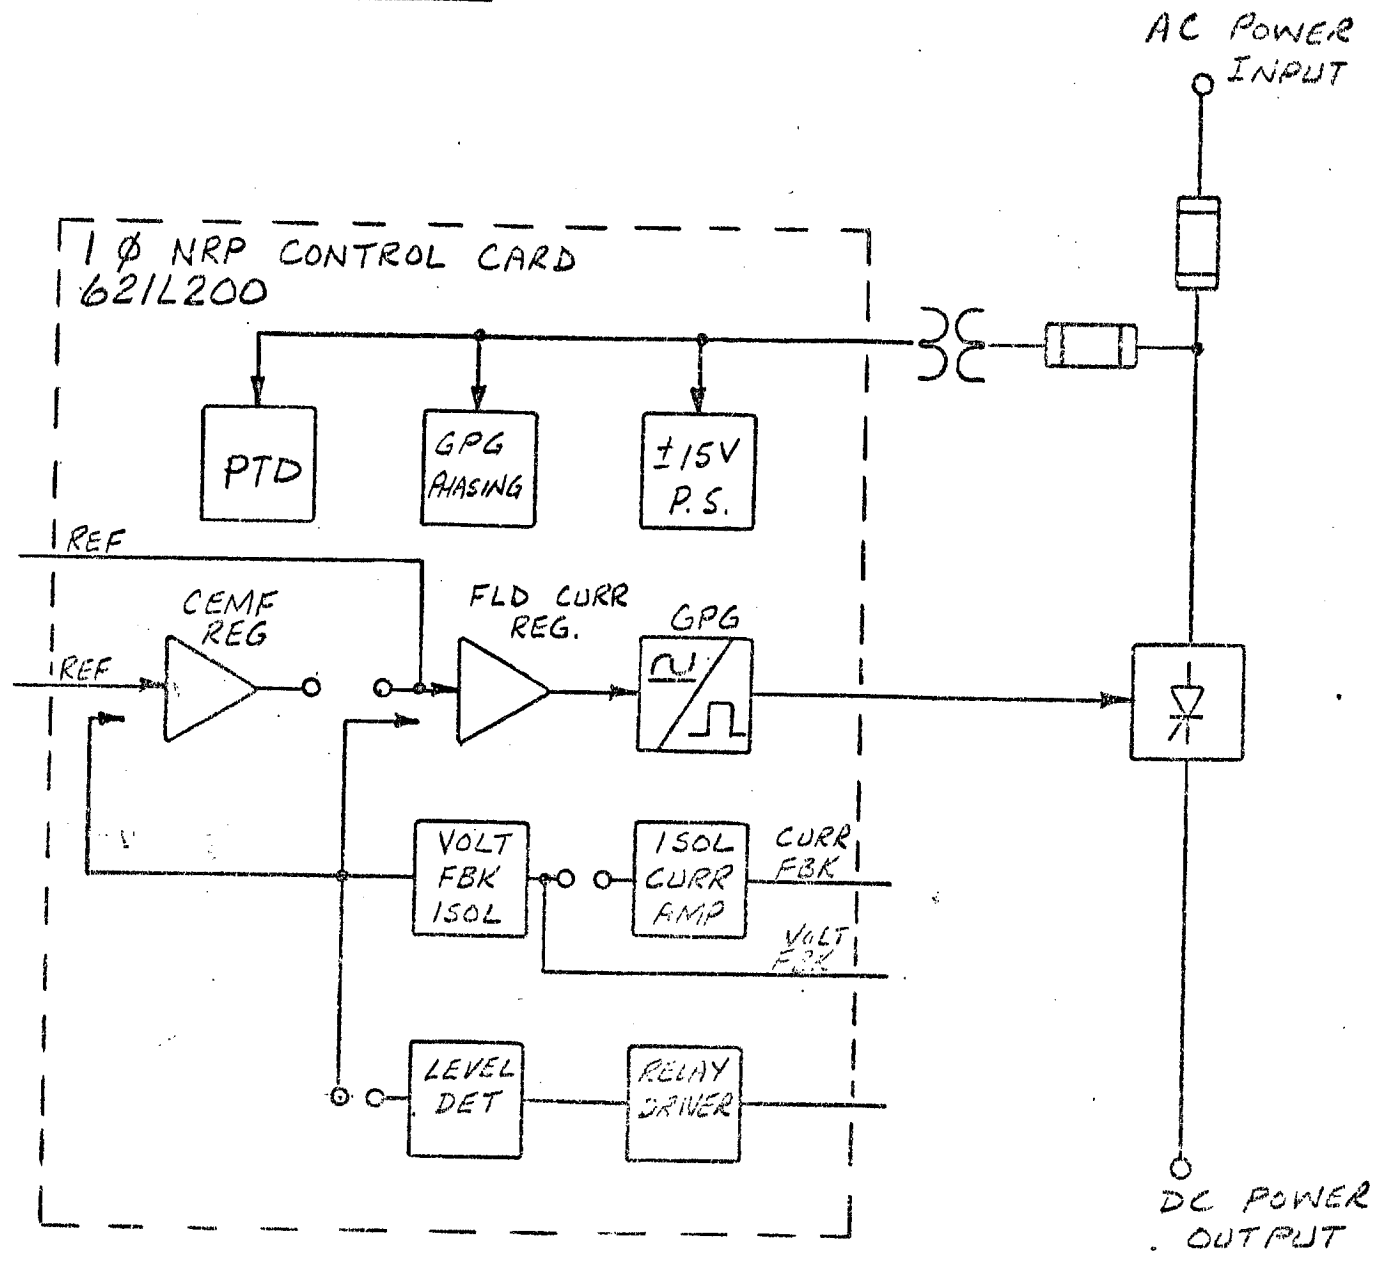 AC POWER
INPUT
1 Ø NRP CONTROL CARD
621L200
PTD
GPG
PHASING
±15V
P.S.
REF
CEMF
REG
FLD CURR
REG.
GPG
REF
VOLT
FBK
ISOL
ISOL
CURR
AMP
CURR
FBK
VOLT
FBK
LEVEL
DET
RELAY
DRIVER
DC POWER
OUTPUT